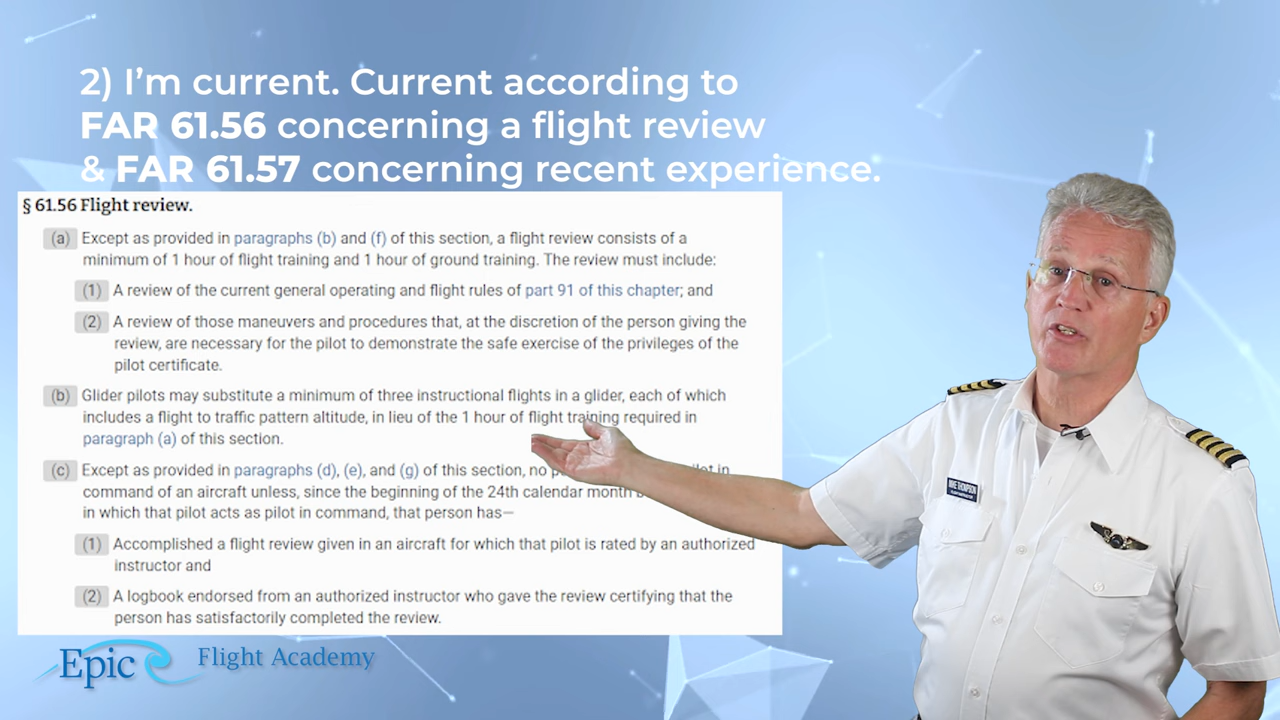 2) I'm current. Current according to
FAR 61.56 concerning a flight review
& FAR 61.57 concerning recent experience.
§ 61.56 Flight review.
(a) Except as provided in paragraphs (b) and (f) of this section, a flight review consists of a
minimum of 1 hour of flight training and 1 hour of ground training. The review must include:
(1) A review of the current general operating and flight rules of part 91 of this chapter; and
(2) A review of those maneuvers and procedures that, at the discretion of the person giving the
review, are necessary for the pilot to demonstrate the safe exercise of the privileges of the
pilot certificate.
(b) Glider pilots may substitute a minimum of three instructional flights in a glider, each of which
includes a flight to traffic pattern altitude, in lieu of the 1 hour of flight training required in
paragraph (a) of this section.
(c) Except as provided in paragraphs (d), (e), and (g) of this section, no in
command of an aircraft unless, since the beginning of the 24th calendar month
in which that pilot acts as pilot in command, that person has—
(1) Accomplished a flight review given in an aircraft for which that pilot is rated by an authorized
instructor and
(2) A logbook endorsed from an authorized instructor who gave the review certifying that the
person has satisfactorily completed the review.
Epic Flight Academy
MIKE THOMPSON